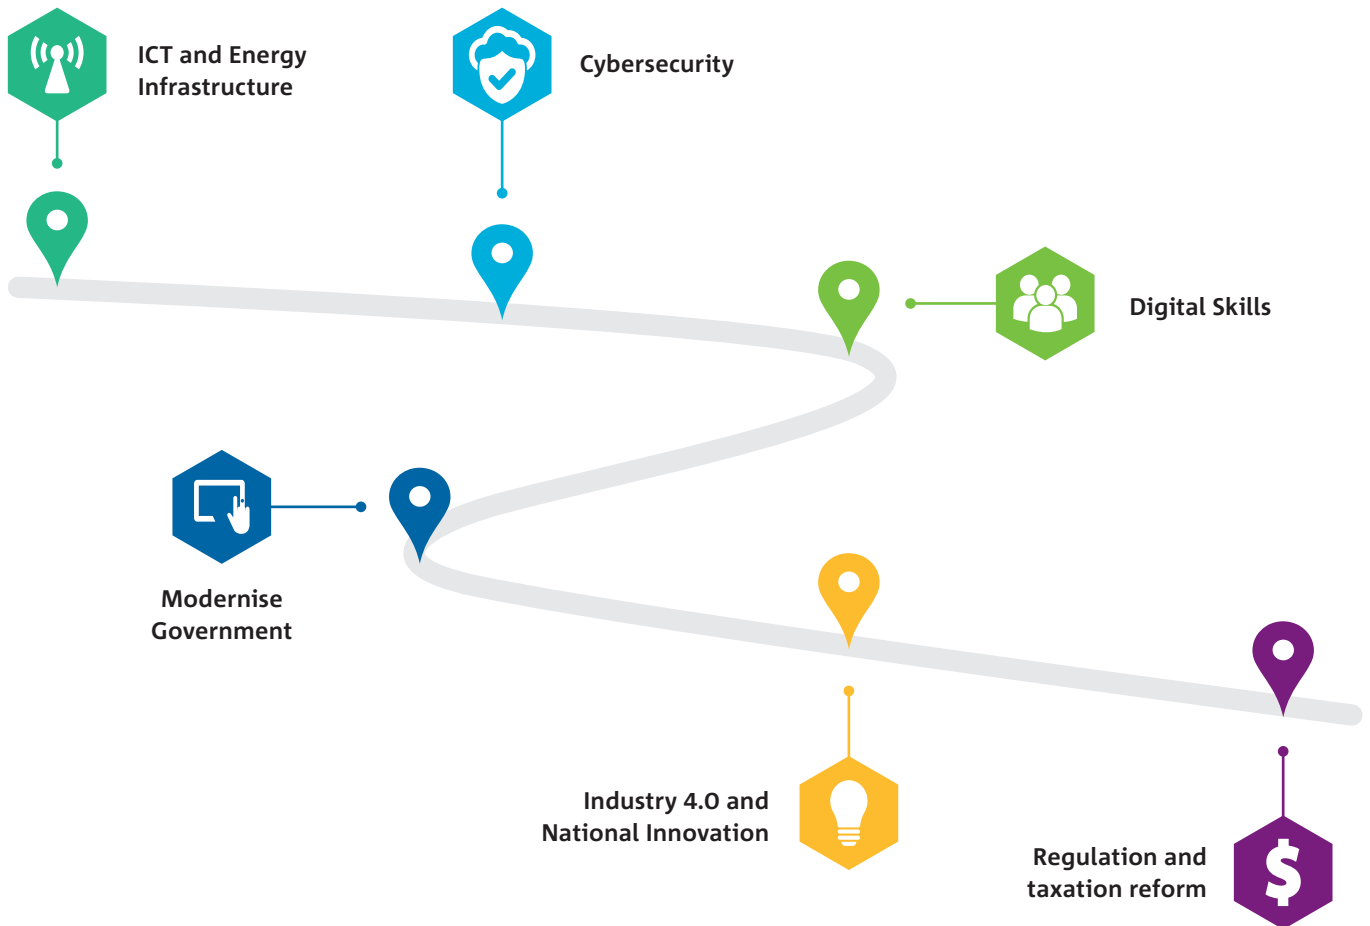 ICT and Energy
Infrastructure
Cybersecurity
Digital Skills
Modernise
Government
Industry 4.0 and
National Innovation
Regulation and
taxation reform
$